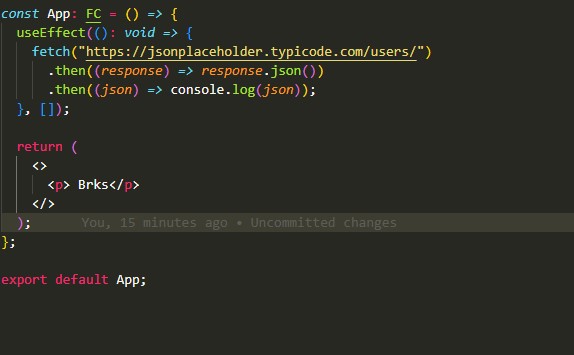 const App: FC = () => {
useEffect((): void => {
fetch("https://jsonplaceholder.typicode.com/users/")
.then((response) => response.json())
.then((json) => console.log(json));
}, []);
return (
<>
<p> Brks</p>
</>
);    You, 15 minutes ago • Uncommitted changes
};
export default App;